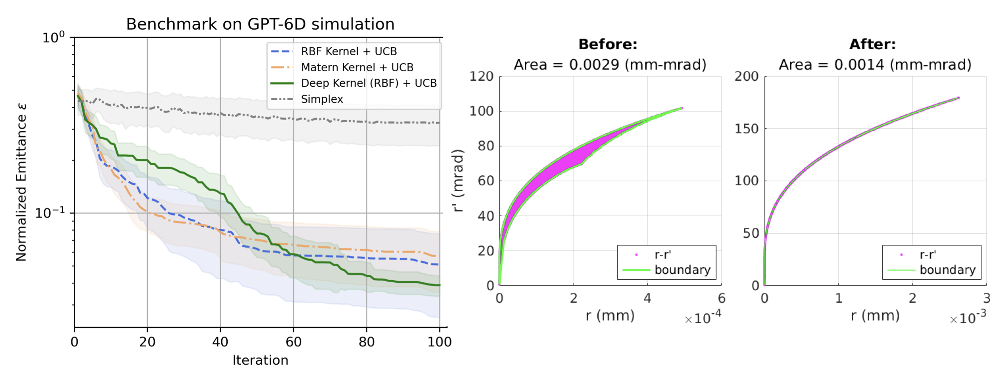 Benchmark on GPT-6D simulation
10⁰
10⁻¹
Normalized Emittance ε
RBF Kernel + UCB
Matern Kernel + UCB
Deep Kernel (RBF) + UCB
Simplex
0 20 40 60 80 100
Iteration
Before:
Area = 0.0029 (mm-mrad)
120
100
80
60
40
20
0
r' (mrad)
r-r'
boundary
0 2 4 6
r (mm)
×10⁻⁴
After:
Area = 0.0014 (mm-mrad)
200
150
100
50
0
r-r'
boundary
0 1 2 3
r (mm)
×10⁻³